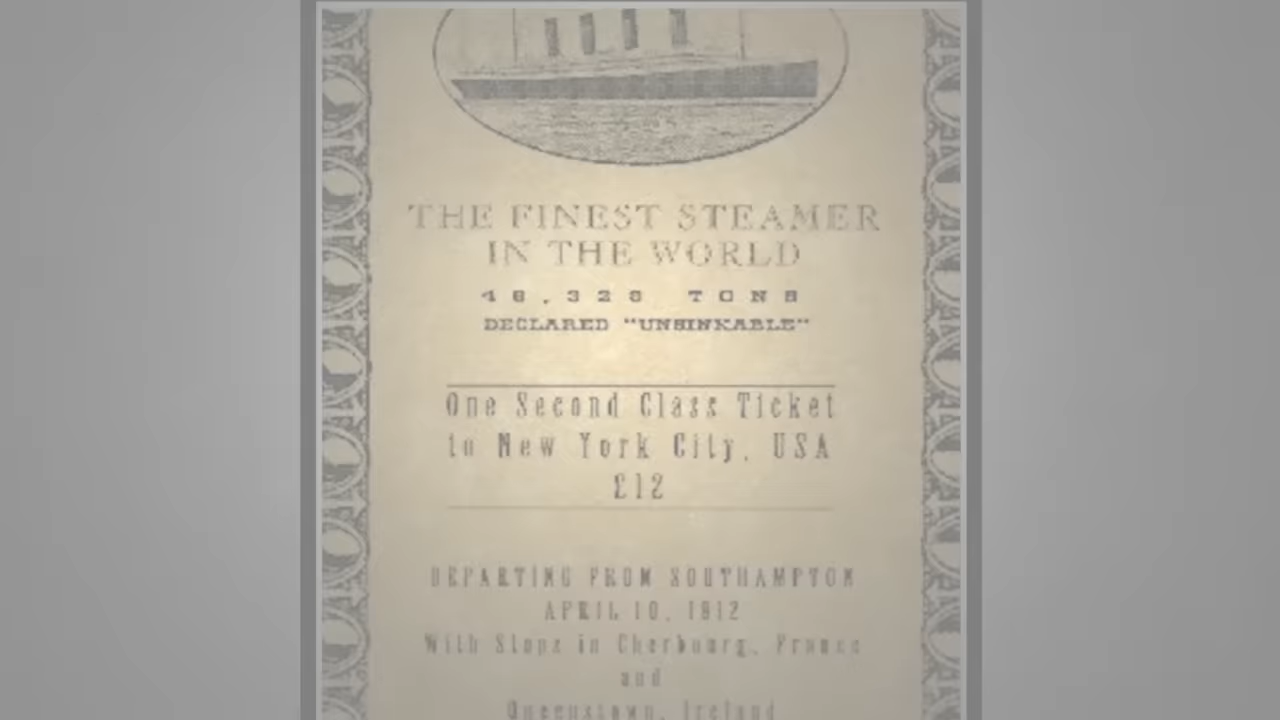 THE FINEST STEAMER
IN THE WORLD
46,328 TONS
DECLARED "UNSINKABLE"
One Second Class Ticket
to New York City, USA
£12
DEPARTING FROM SOUTHAMPTON
APRIL 10, 1912
With Stops in Cherbourg, France
and
Queenstown, Ireland